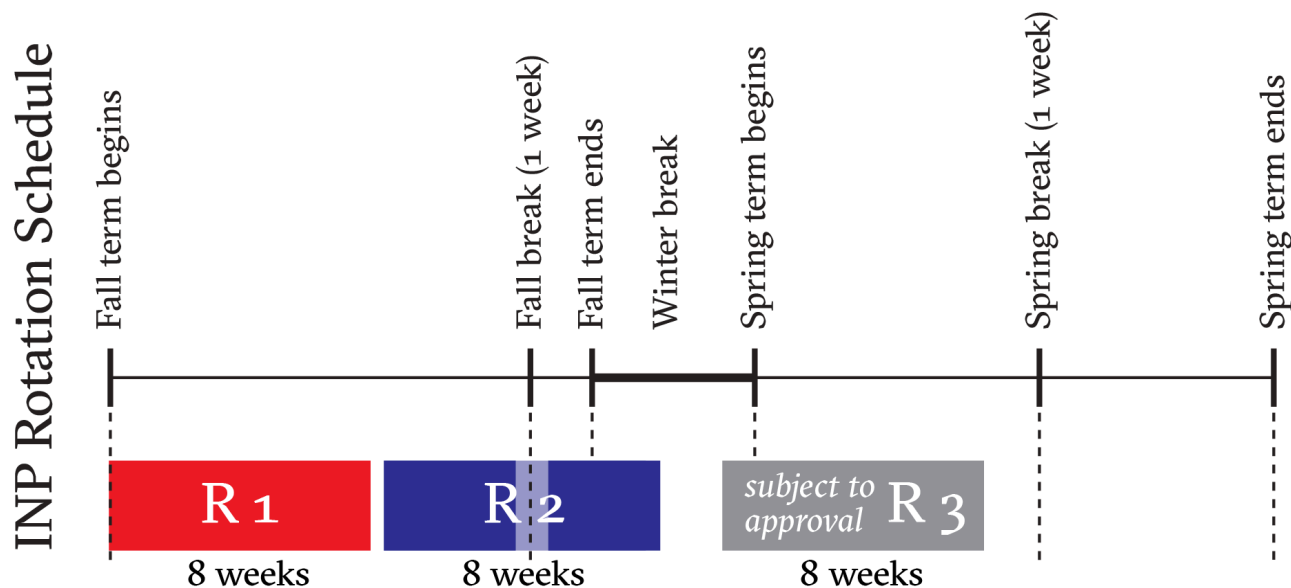 INP Rotation Schedule
Fall term begins
Fall break (1 week)
Fall term ends
Winter break
Spring term begins
Spring break (1 week)
Spring term ends
R 1
R 2
subject to
approval
R 3
8 weeks
8 weeks
8 weeks